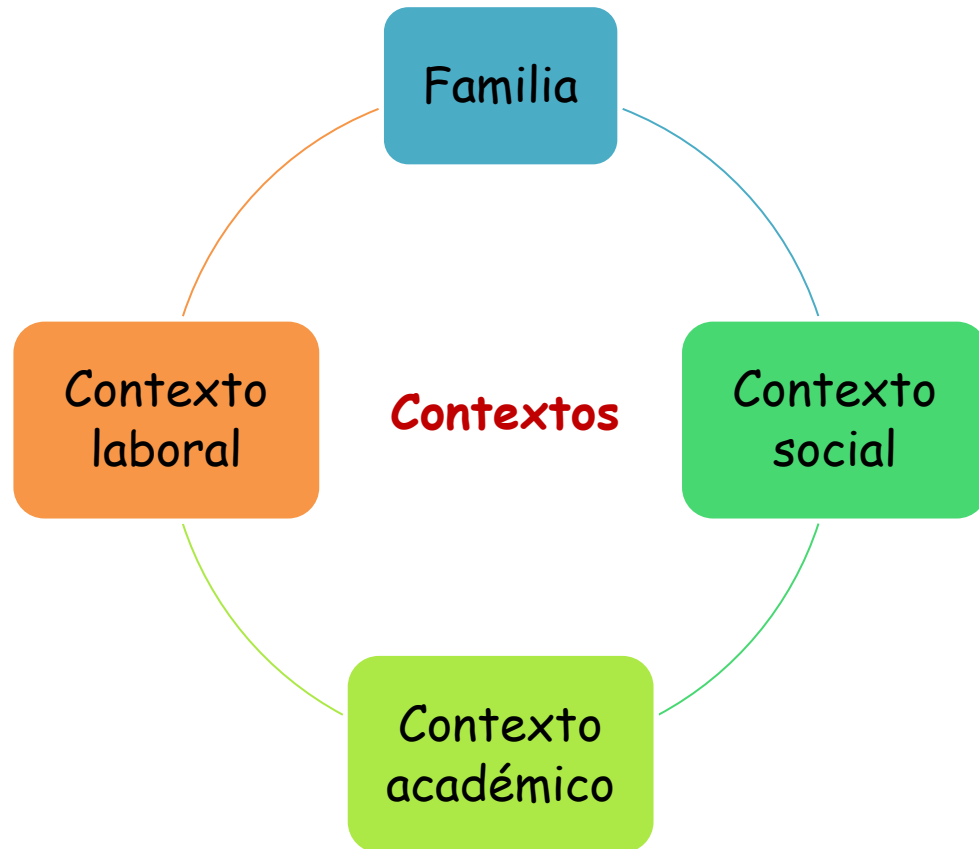 Familia
Contexto
laboral
Contextos
Contexto
social
Contexto
académico